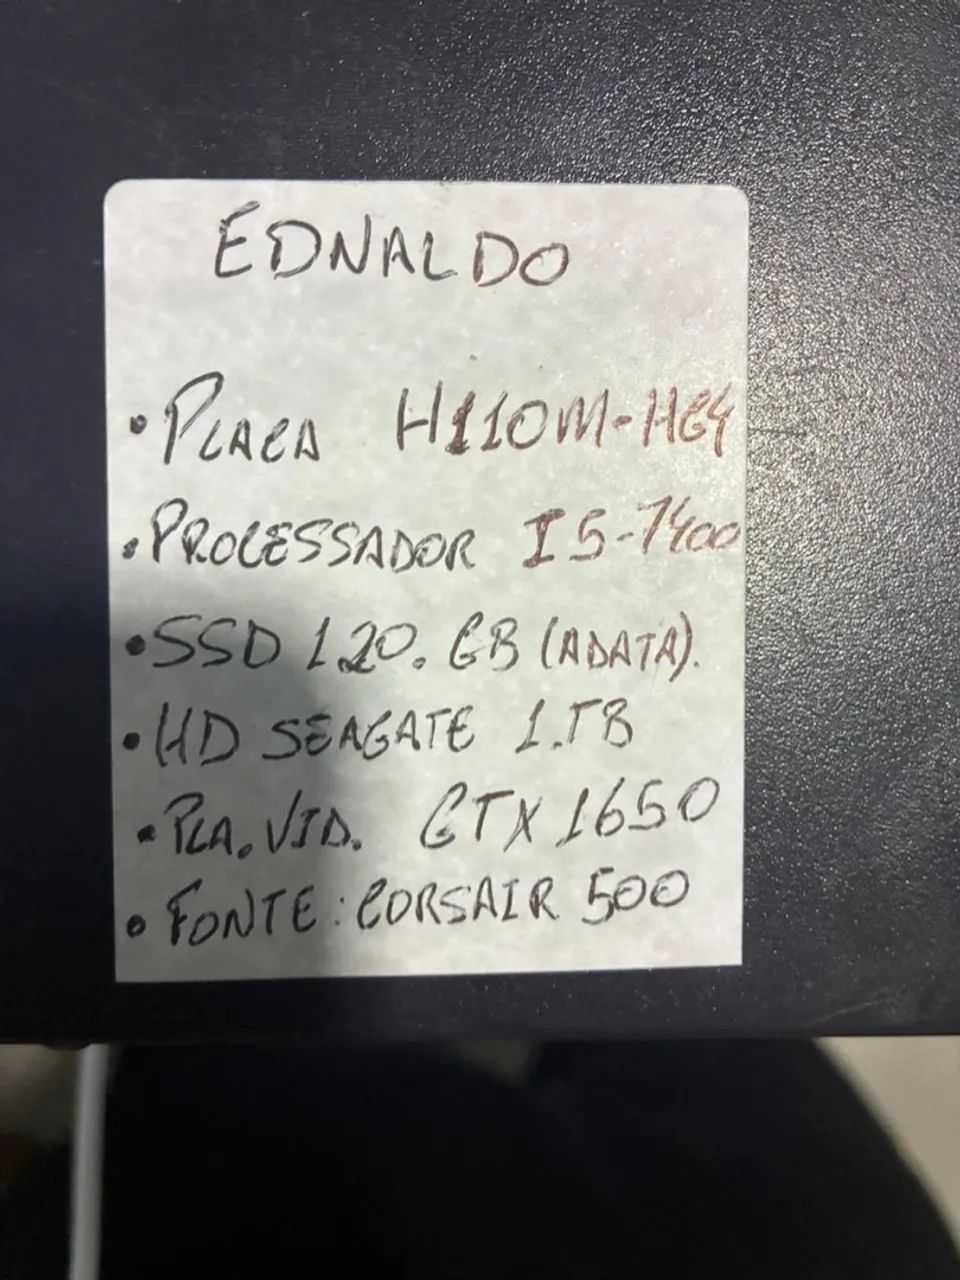 EDNALDO
• PLACA H110M-HG4
• PROCESSADOR I5-7400
• SSD 120. GB (ADATA).
• HD SEAGATE 1.TB
• PLA. VID. GTX 1650
• FONTE: CORSAIR 500